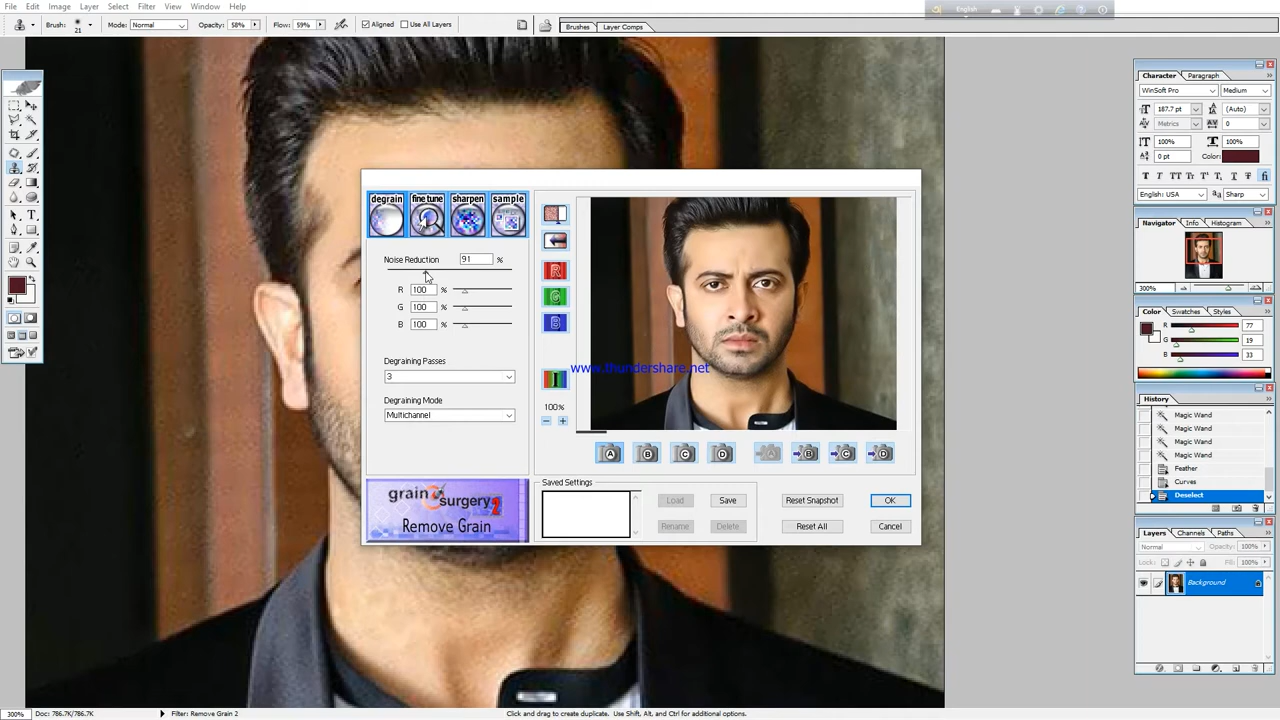 File Edit Image Layer Select Filter View Window Help
English
Brush: 21 Mode: Normal Opacity: 58% Flow: 59% Aligned Use All Layers
Brushes Layer Comps
Character Paragraph
WinSoft Pro Medium
187.7 pt (Auto)
Metrics 0
100% 100%
0 pt Color:
English: USA Sharp
Navigator Info Histogram
300%
Color Swatches Styles
R 77
G 19
B 33
History
Magic Wand
Magic Wand
Magic Wand
Magic Wand
Feather
Curves
Deselect
Layers Channels Paths
Normal Opacity: 100%
Lock: Fill: 100%
Background
degrain fine tune sharpen sample
Noise Reduction 91 %
R 100 %
G 100 %
B 100 %
Degraining Passes
3
Degraining Mode
Multichannel
grain surgery 2
Remove Grain
R
G
B
100%
www.thundershare.net
A B C D A B C D
Saved Settings
Load Save
Rename Delete
Reset Snapshot OK
Reset All Cancel
300% Doc: 786.7K/786.7K Filter: Remove Grain 2 Click and drag to create duplicate. Use Shift, Alt, and Ctrl for additional options.